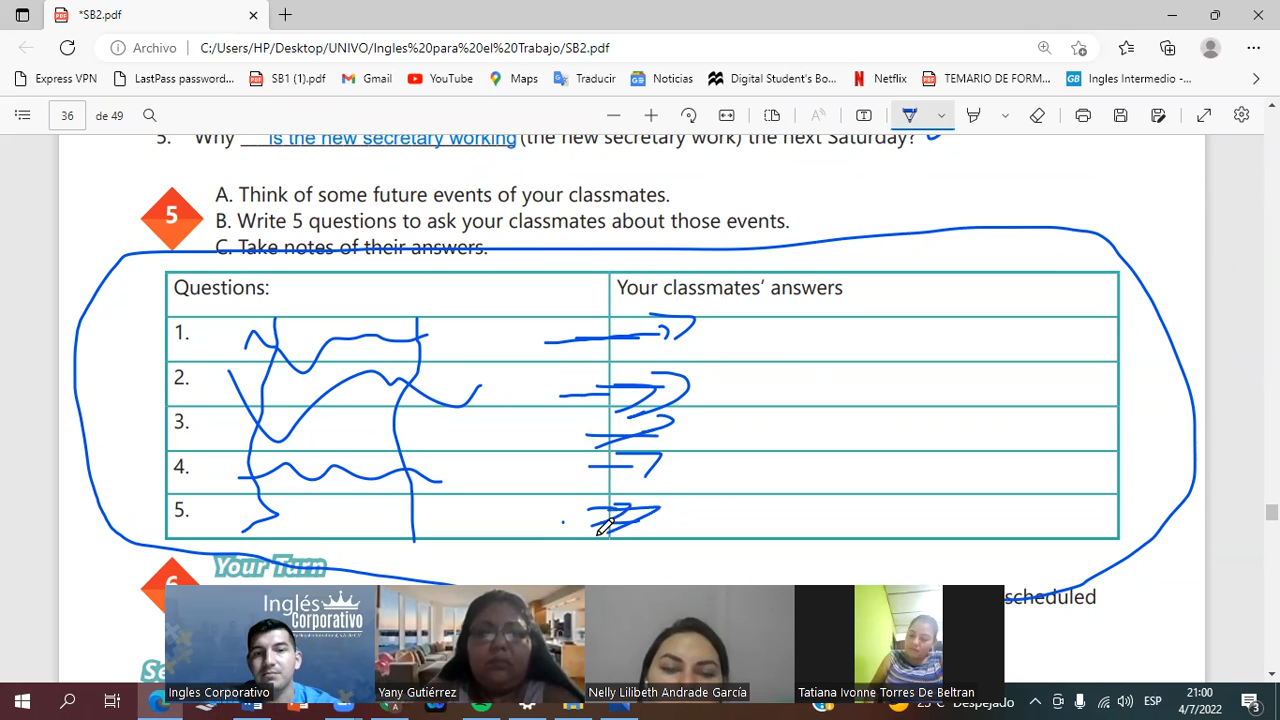 *SB2.pdf
Archivo C:/Users/HP/Desktop/UNIVO/Ingles%20para%20el%20Trabajo/SB2.pdf
Express VPN LastPass password... SB1 (1).pdf Gmail YouTube Maps Traducir Noticias Digital Student's Bo... Netflix TEMARIO DE FORM... Ingles Intermedio -...
36 de 49
5. Why ___is the new secretary working (the new secretary work) the next Saturday?
5
A. Think of some future events of your classmates.
B. Write 5 questions to ask your classmates about those events.
C. Take notes of their answers.
Questions: Your classmates' answers
1.
2.
3.
4.
5.
6 Your Turn
scheduled
Inglés
Corporativo
Ingles Corporativo Yany Gutiérrez Nelly Lilibeth Andrade García Tatiana Ivonne Torres De Beltran
Despejado ESP 21:00
4/7/2022